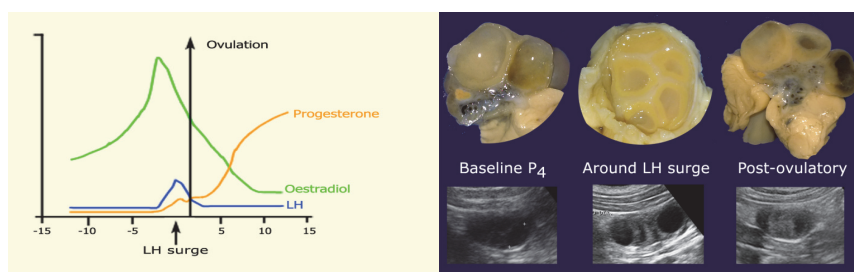 Ovulation
Progesterone
Oestradiol
LH
-15 -10 -5 0 5 10 15
LH surge
Baseline P4 Around LH surge Post-ovulatory